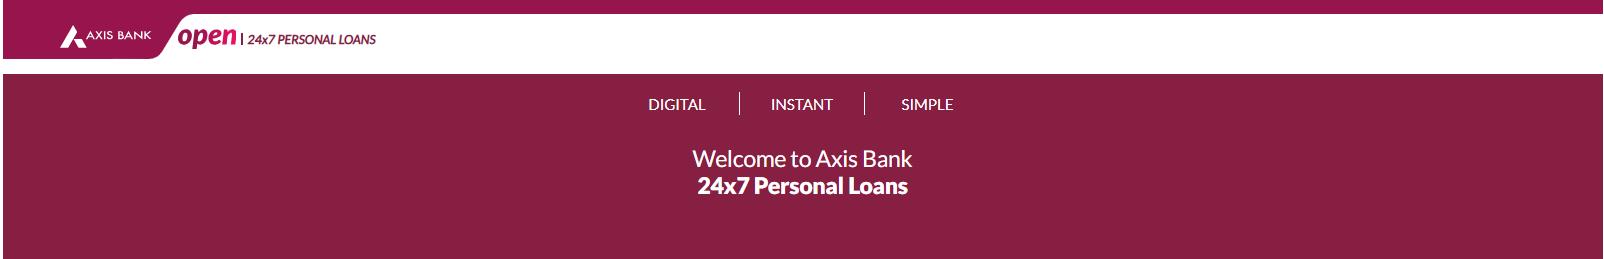 AXIS BANK open | 24x7 PERSONAL LOANS
DIGITAL | INSTANT | SIMPLE
Welcome to Axis Bank
24x7 Personal Loans